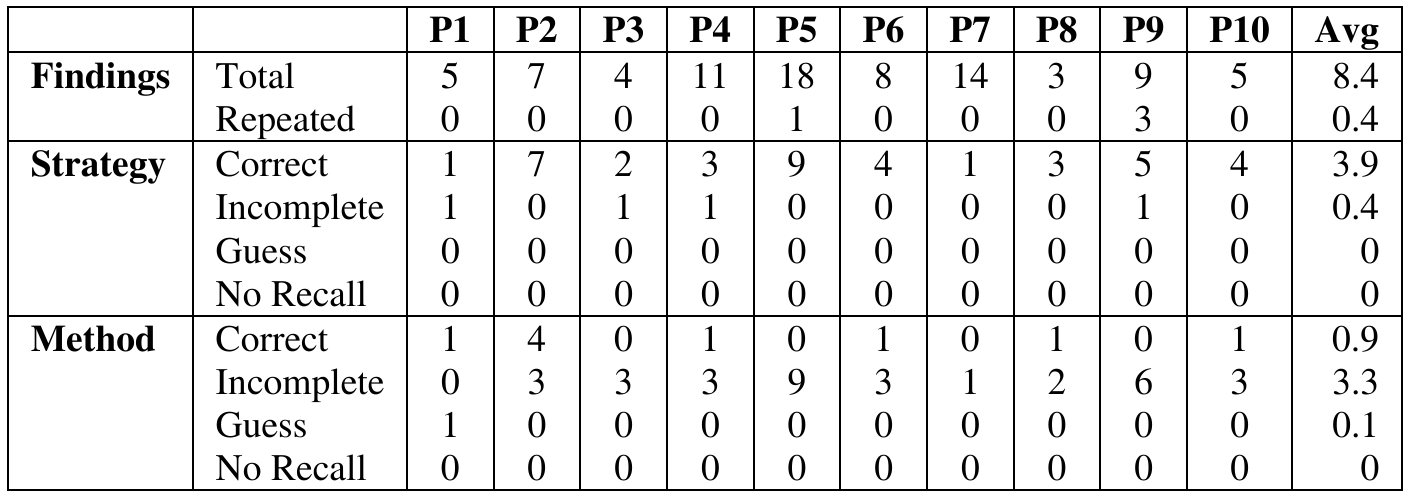 P1 P2 P3 P4 P5 P6 P7 P8 P9 P10 Avg
Findings Total 5 7 4 11 18 8 14 3 9 5 8.4
Repeated 0 0 0 0 1 0 0 0 3 0 0.4
Strategy Correct 1 7 2 3 9 4 1 3 5 4 3.9
Incomplete 1 0 1 1 0 0 0 0 1 0 0.4
Guess 0 0 0 0 0 0 0 0 0 0 0
No Recall 0 0 0 0 0 0 0 0 0 0 0
Method Correct 1 4 0 1 0 1 0 1 0 1 0.9
Incomplete 0 3 3 3 9 3 1 2 6 3 3.3
Guess 1 0 0 0 0 0 0 0 0 0 0.1
No Recall 0 0 0 0 0 0 0 0 0 0 0